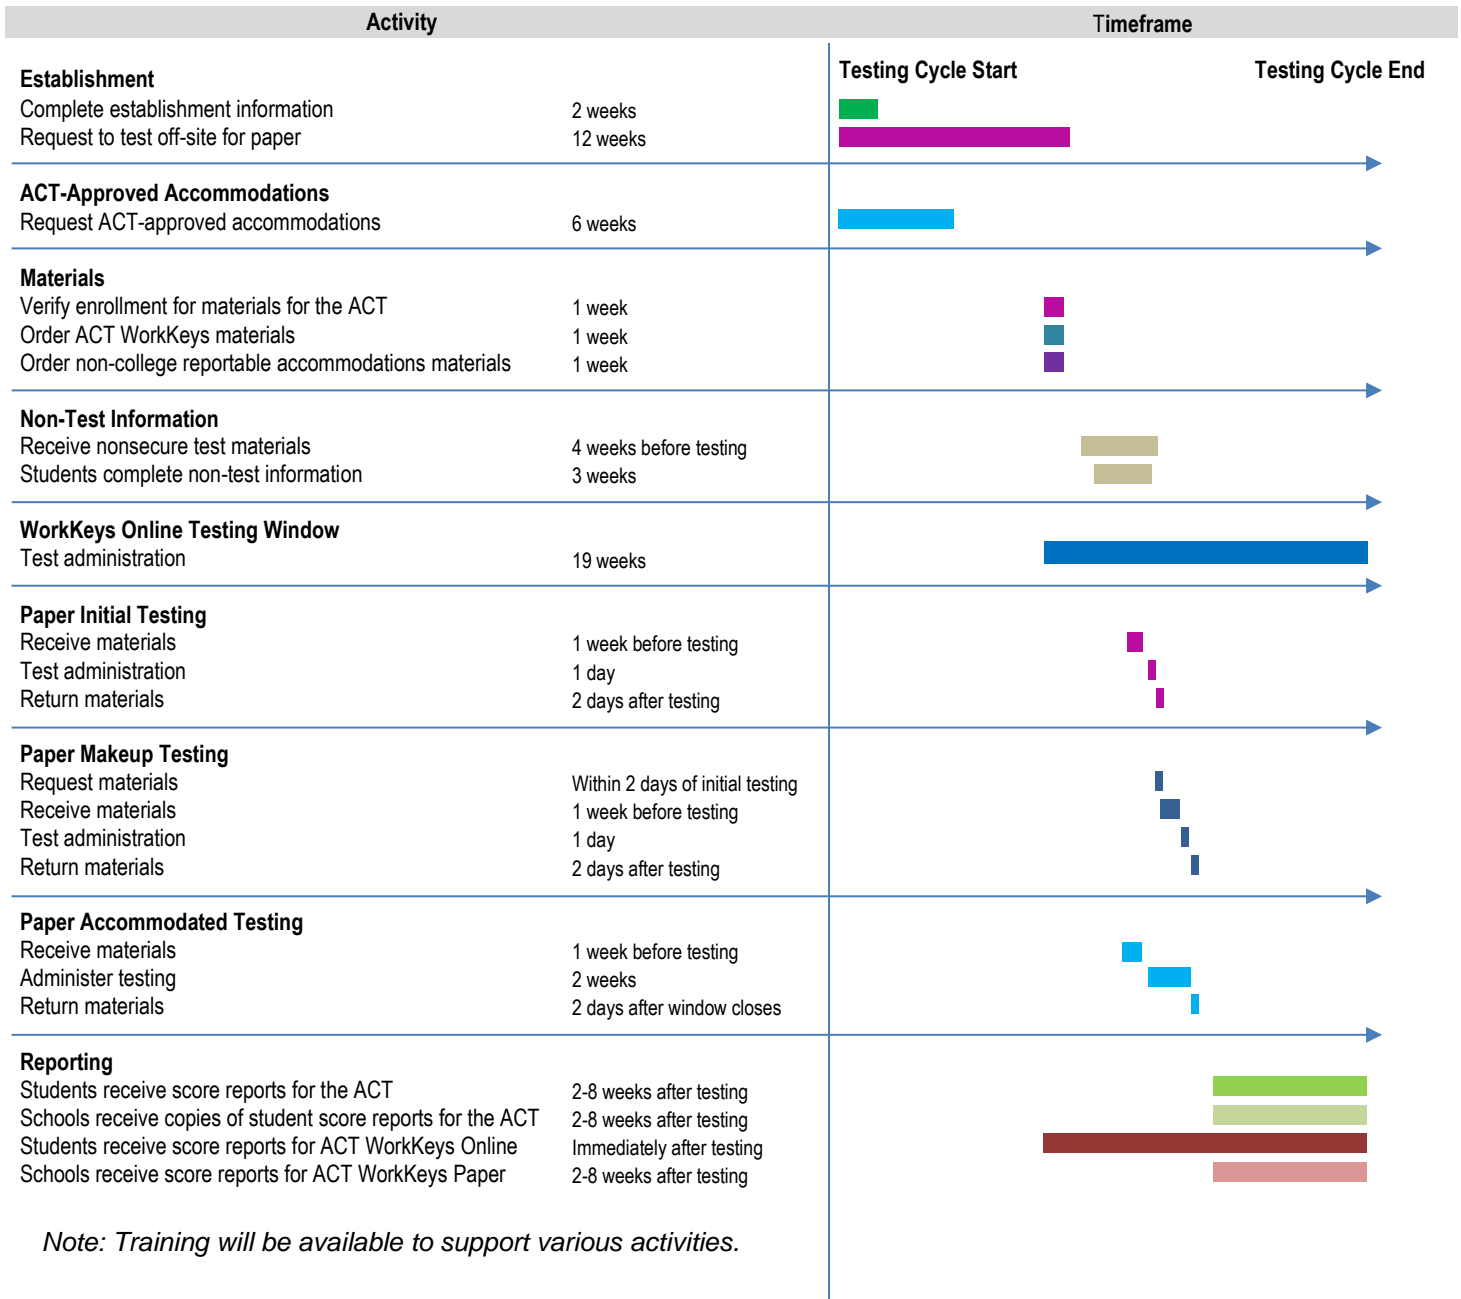 Activity Timeframe
Testing Cycle Start Testing Cycle End
Establishment
Complete establishment information 2 weeks
Request to test off-site for paper 12 weeks
ACT-Approved Accommodations
Request ACT-approved accommodations 6 weeks
Materials
Verify enrollment for materials for the ACT 1 week
Order ACT WorkKeys materials 1 week
Order non-college reportable accommodations materials 1 week
Non-Test Information
Receive nonsecure test materials 4 weeks before testing
Students complete non-test information 3 weeks
WorkKeys Online Testing Window
Test administration 19 weeks
Paper Initial Testing
Receive materials 1 week before testing
Test administration 1 day
Return materials 2 days after testing
Paper Makeup Testing
Request materials Within 2 days of initial testing
Receive materials 1 week before testing
Test administration 1 day
Return materials 2 days after testing
Paper Accommodated Testing
Receive materials 1 week before testing
Administer testing 2 weeks
Return materials 2 days after window closes
Reporting
Students receive score reports for the ACT 2-8 weeks after testing
Schools receive copies of student score reports for the ACT 2-8 weeks after testing
Students receive score reports for ACT WorkKeys Online Immediately after testing
Schools receive score reports for ACT WorkKeys Paper 2-8 weeks after testing
Note: Training will be available to support various activities.